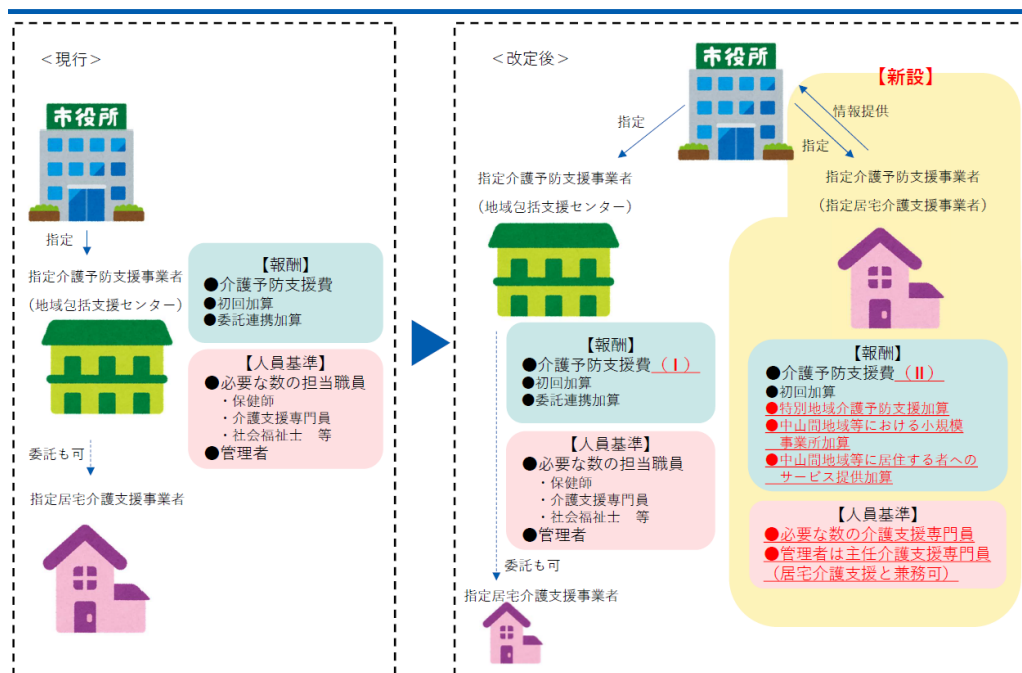 ＜現行＞
市役所
指定
指定介護予防支援事業者
（地域包括支援センター）
【報酬】
●介護予防支援費
●初回加算
●委託連携加算
【人員基準】
●必要な数の担当職員
・保健師
・介護支援専門員
・社会福祉士　等
●管理者
委託も可
指定居宅介護支援事業者
＜改定後＞
市役所
【新設】
指定
情報提供
指定
指定介護予防支援事業者
（地域包括支援センター）
【報酬】
●介護予防支援費（Ⅰ）
●初回加算
●委託連携加算
【人員基準】
●必要な数の担当職員
・保健師
・介護支援専門員
・社会福祉士　等
●管理者
委託も可
指定居宅介護支援事業者
指定介護予防支援事業者
（指定居宅介護支援事業者）
【報酬】
●介護予防支援費（Ⅱ）
●初回加算
●特別地域介護予防支援加算
●中山間地域等における小規模
事業所加算
●中山間地域等に居住する者への
サービス提供加算
【人員基準】
●必要な数の介護支援専門員
●管理者は主任介護支援専門員
（居宅介護支援と兼務可）